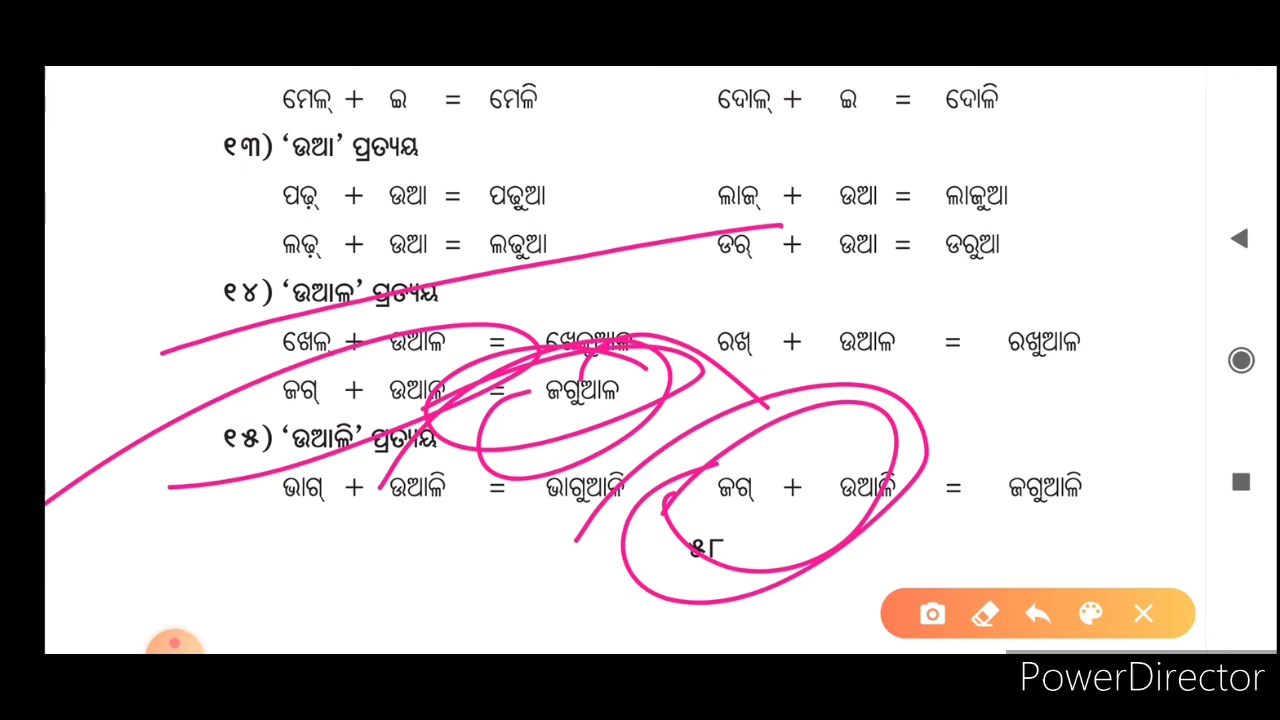 ମେଳ୍ + ଇ = ମେଳି ଦୋଳ୍ + ଇ = ଦୋଳି
୧୩) ‘ଉଆ’ ପ୍ରତ୍ୟୟ
ପଢ଼୍ + ଉଆ = ପଢ଼ୁଆ ଲାଜ୍ + ଉଆ = ଲାଜୁଆ
ଲଢ଼୍ + ଉଆ = ଲଢୁଆ ଡର୍ + ଉଆ = ଡରୁଆ
୧୪) ‘ଉଆଳ’ ପ୍ରତ୍ୟୟ
ଖେଳ୍ + ଉଆଳ = ଖେଳୁଆଳ ରଖ୍ + ଉଆଳ = ରଖୁଆଳ
ଜଗ୍ + ଉଆଳ = ଜଗୁଆଳ
୧୫) ‘ଉଆଳି’ ପ୍ରତ୍ୟୟ
ଭାଗ୍ + ଉଆଳି = ଭାଗୁଆଳି ଜଗ୍ + ଉଆଳି = ଜଗୁଆଳି
୫୮
PowerDirector